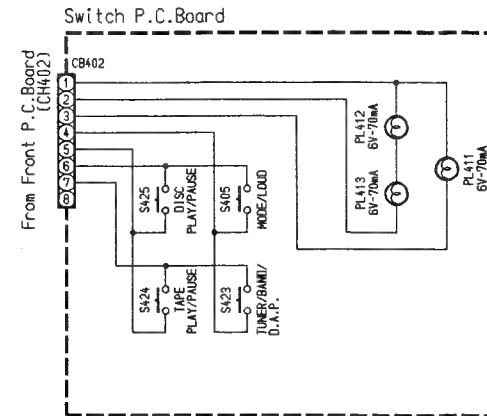 Switch P.C.Board
From Front P.C.Board
(CH402)
CB402
1
2
3
4
5
6
7
8
PL412
6V-70mA
PL413
6V-70mA
PL411
6V-70mA
S425
DISC
PLAY/PAUSE
S405
MODE/LOUD
S424
TAPE
PLAY/PAUSE
S423
TUNER/BAND/
D.A.P.